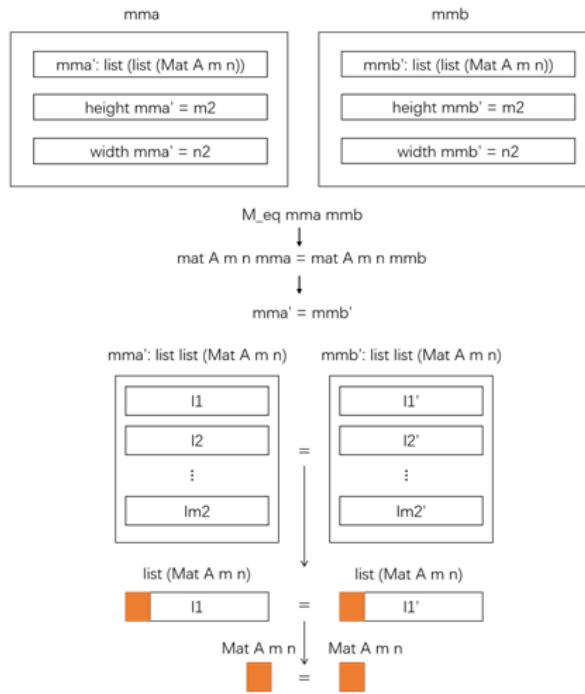 mma mmb
mma': list (list (Mat A m n)) mmb': list (list (Mat A m n))
height mma' = m2 height mmb' = m2
width mma' = n2 width mmb' = n2
M_eq mma mmb
mat A m n mma = mat A m n mmb
mma' = mmb'
mma': list list (Mat A m n) mmb': list list (Mat A m n)
l1 l1'
l2 = l2'
⋮ ⋮
lm2 lm2'
list (Mat A m n) list (Mat A m n)
l1 = l1'
Mat A m n Mat A m n
=